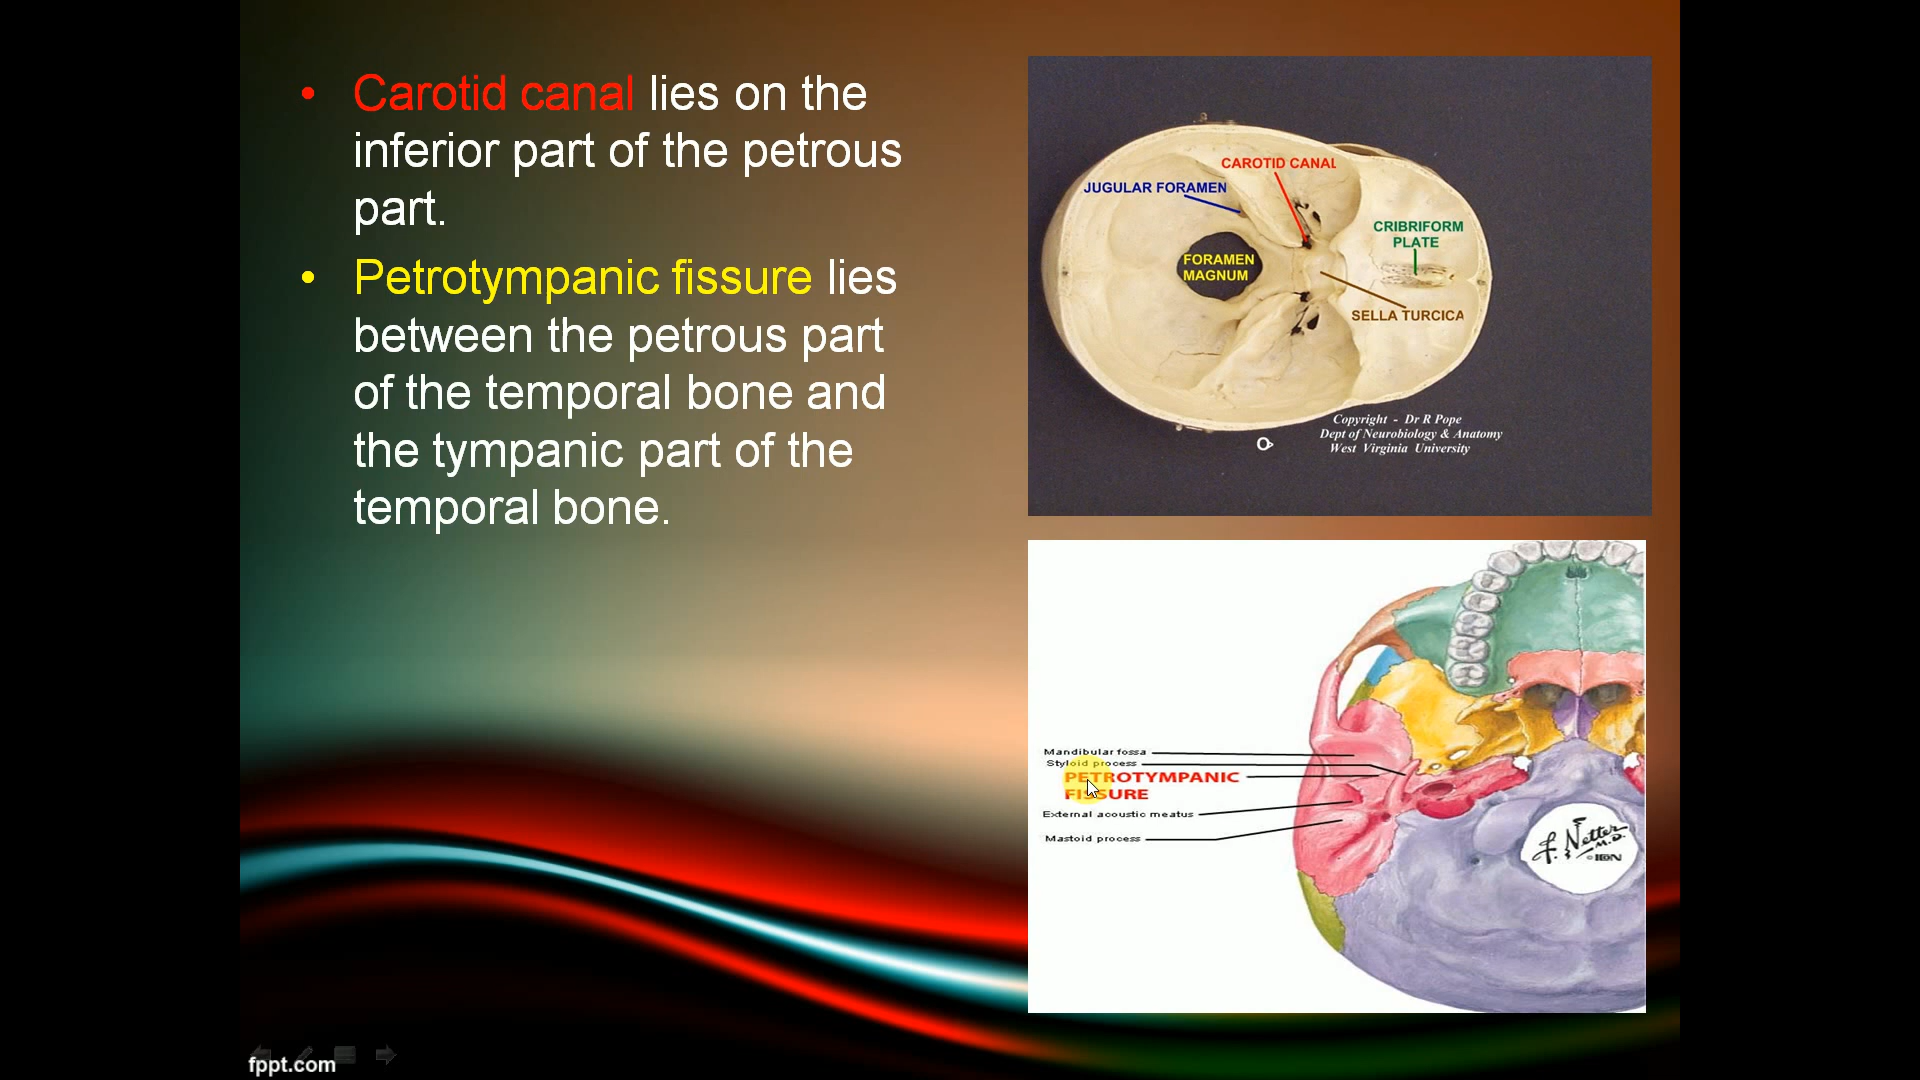 • Carotid canal lies on the
inferior part of the petrous
part.
• Petrotympanic fissure lies
between the petrous part
of the temporal bone and
the tympanic part of the
temporal bone.
CAROTID CANAL
JUGULAR FORAMEN
CRIBRIFORM
PLATE
FORAMEN
MAGNUM
SELLA TURCICA
Copyright - Dr R Pope
Dept of Neurobiology & Anatomy
West Virginia University
Mandibular fossa
Styloid process
PETROTYMPANIC
FISSURE
External acoustic meatus
Mastoid process
F. Netter
M.D.
©IDN
fppt.com